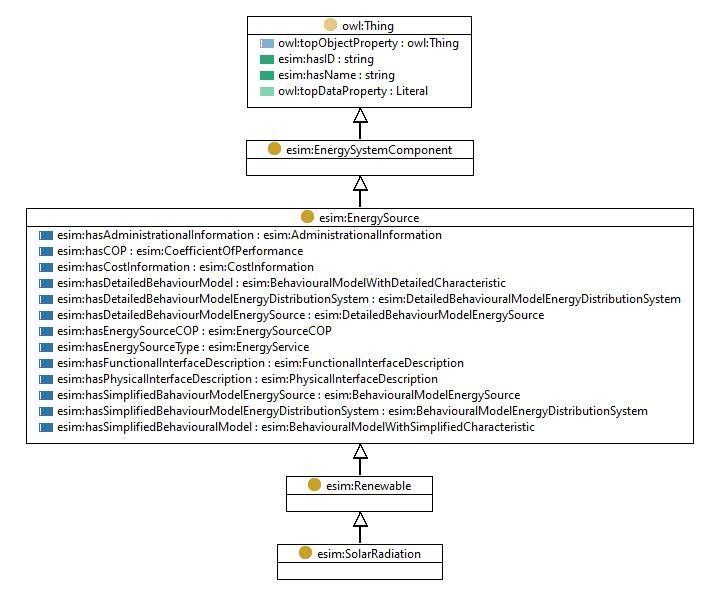 owl:Thing
owl:topObjectProperty : owl:Thing
esim:hasID : string
esim:hasName : string
owl:topDataProperty : Literal
esim:EnergySystemComponent
esim:EnergySource
esim:hasAdministrationalInformation : esim:AdministrationalInformation
esim:hasCOP : esim:CoefficientOfPerformance
esim:hasCostInformation : esim:CostInformation
esim:hasDetailedBehaviourModel : esim:BehaviouralModelWithDetailedCharacteristic
esim:hasDetailedBehaviourModelEnergyDistributionSystem : esim:DetailedBehaviouralModelEnergyDistributionSystem
esim:hasDetailedBehaviourModelEnergySource : esim:DetailedBehaviourModelEnergySource
esim:hasEnergySourceCOP : esim:EnergySourceCOP
esim:hasEnergySourceType : esim:EnergyService
esim:hasFunctionalInterfaceDescription : esim:FunctionalInterfaceDescription
esim:hasPhysicalInterfaceDescription : esim:PhysicalInterfaceDescription
esim:hasSimplifiedBahaviourModelEnergySource : esim:BehaviouralModelEnergySource
esim:hasSimplifiedBehaviourModelEnergyDistributionSystem : esim:BehaviouralModelEnergyDistributionSystem
esim:hasSimplifiedBehaviouralModel : esim:BehaviouralModelWithSimplifiedCharacteristic
esim:Renewable
esim:SolarRadiation